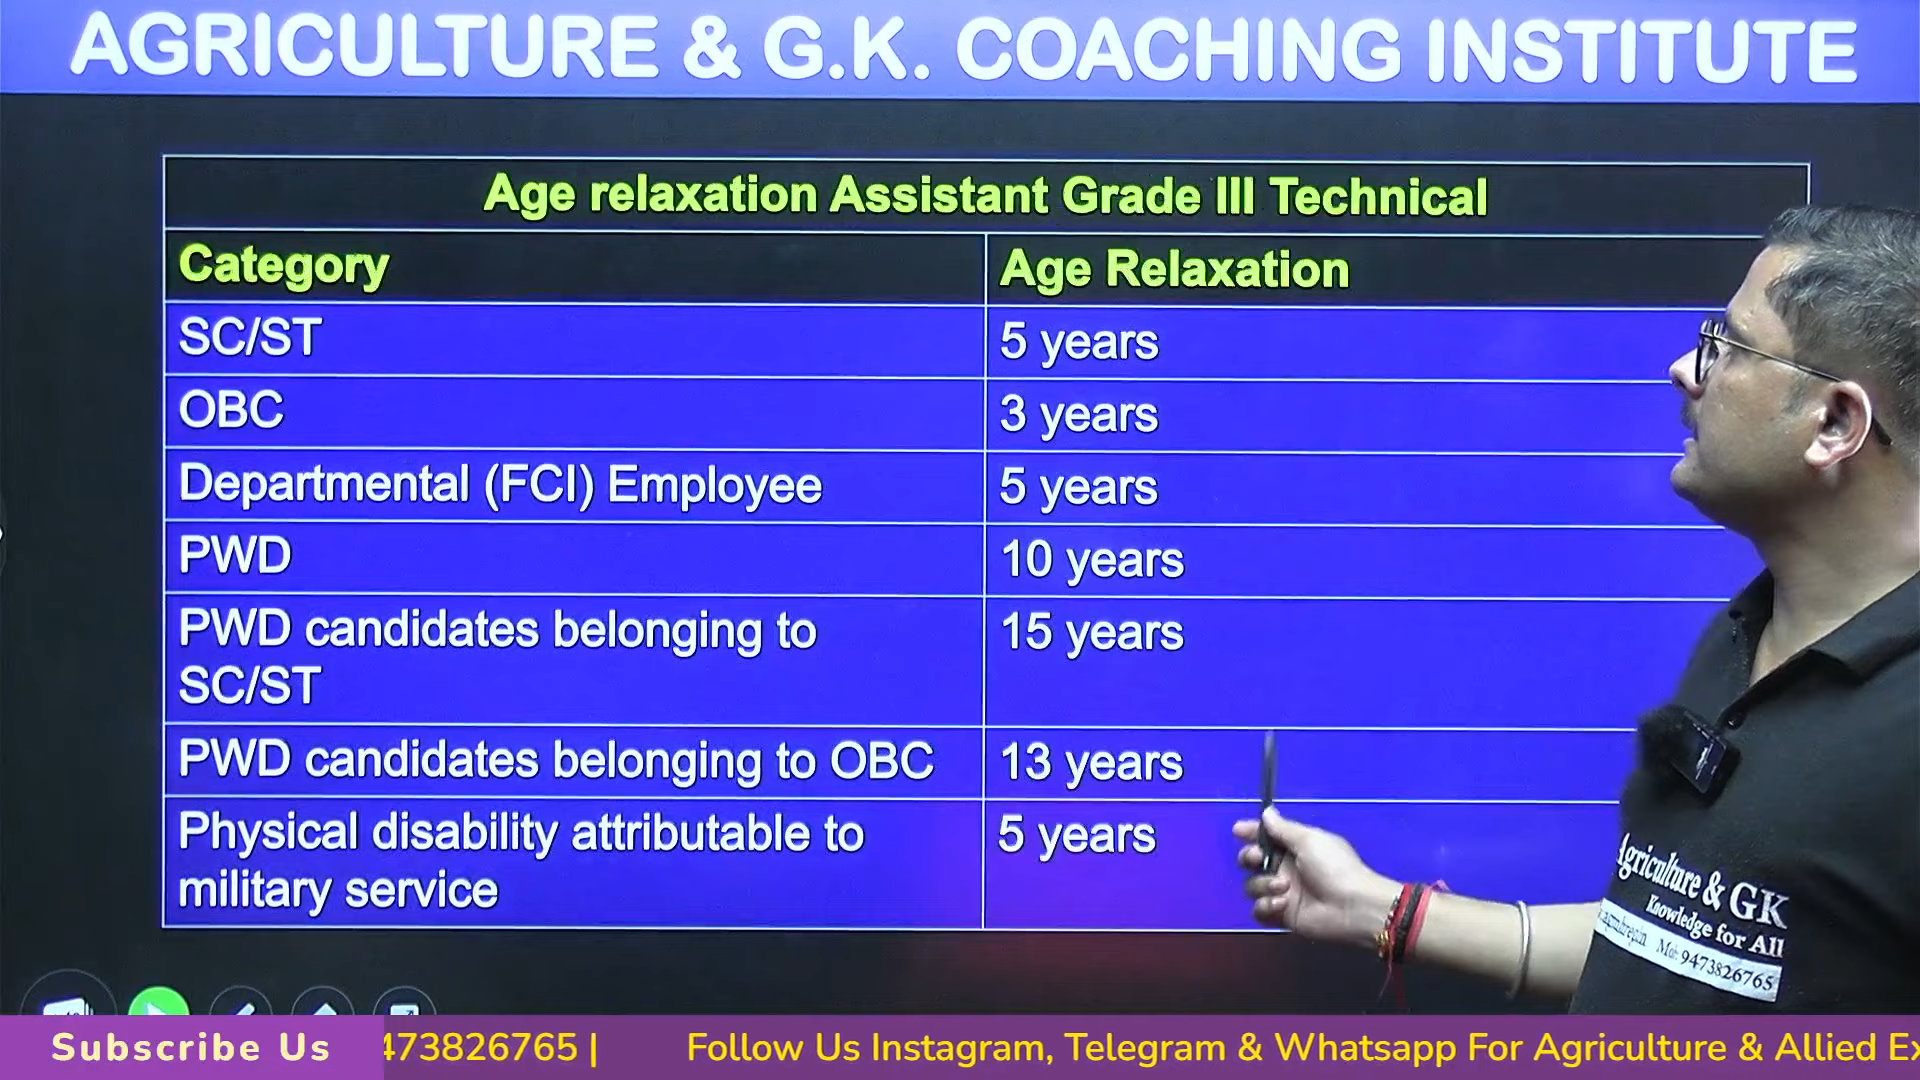 AGRICULTURE & G.K. COACHING INSTITUTE
Age relaxation Assistant Grade III Technical
Category
Age Relaxation
SC/ST
5 years
OBC
3 years
Departmental (FCI) Employee
5 years
PWD
10 years
PWD candidates belonging to
SC/ST
15 years
PWD candidates belonging to OBC
13 years
Physical disability attributable to
military service
5 years
Agriculture & GK
Knowledge for All
Mo: 9473826765
Subscribe Us
473826765 |
Follow Us Instagram, Telegram & Whatsapp For Agriculture & Allied Ex